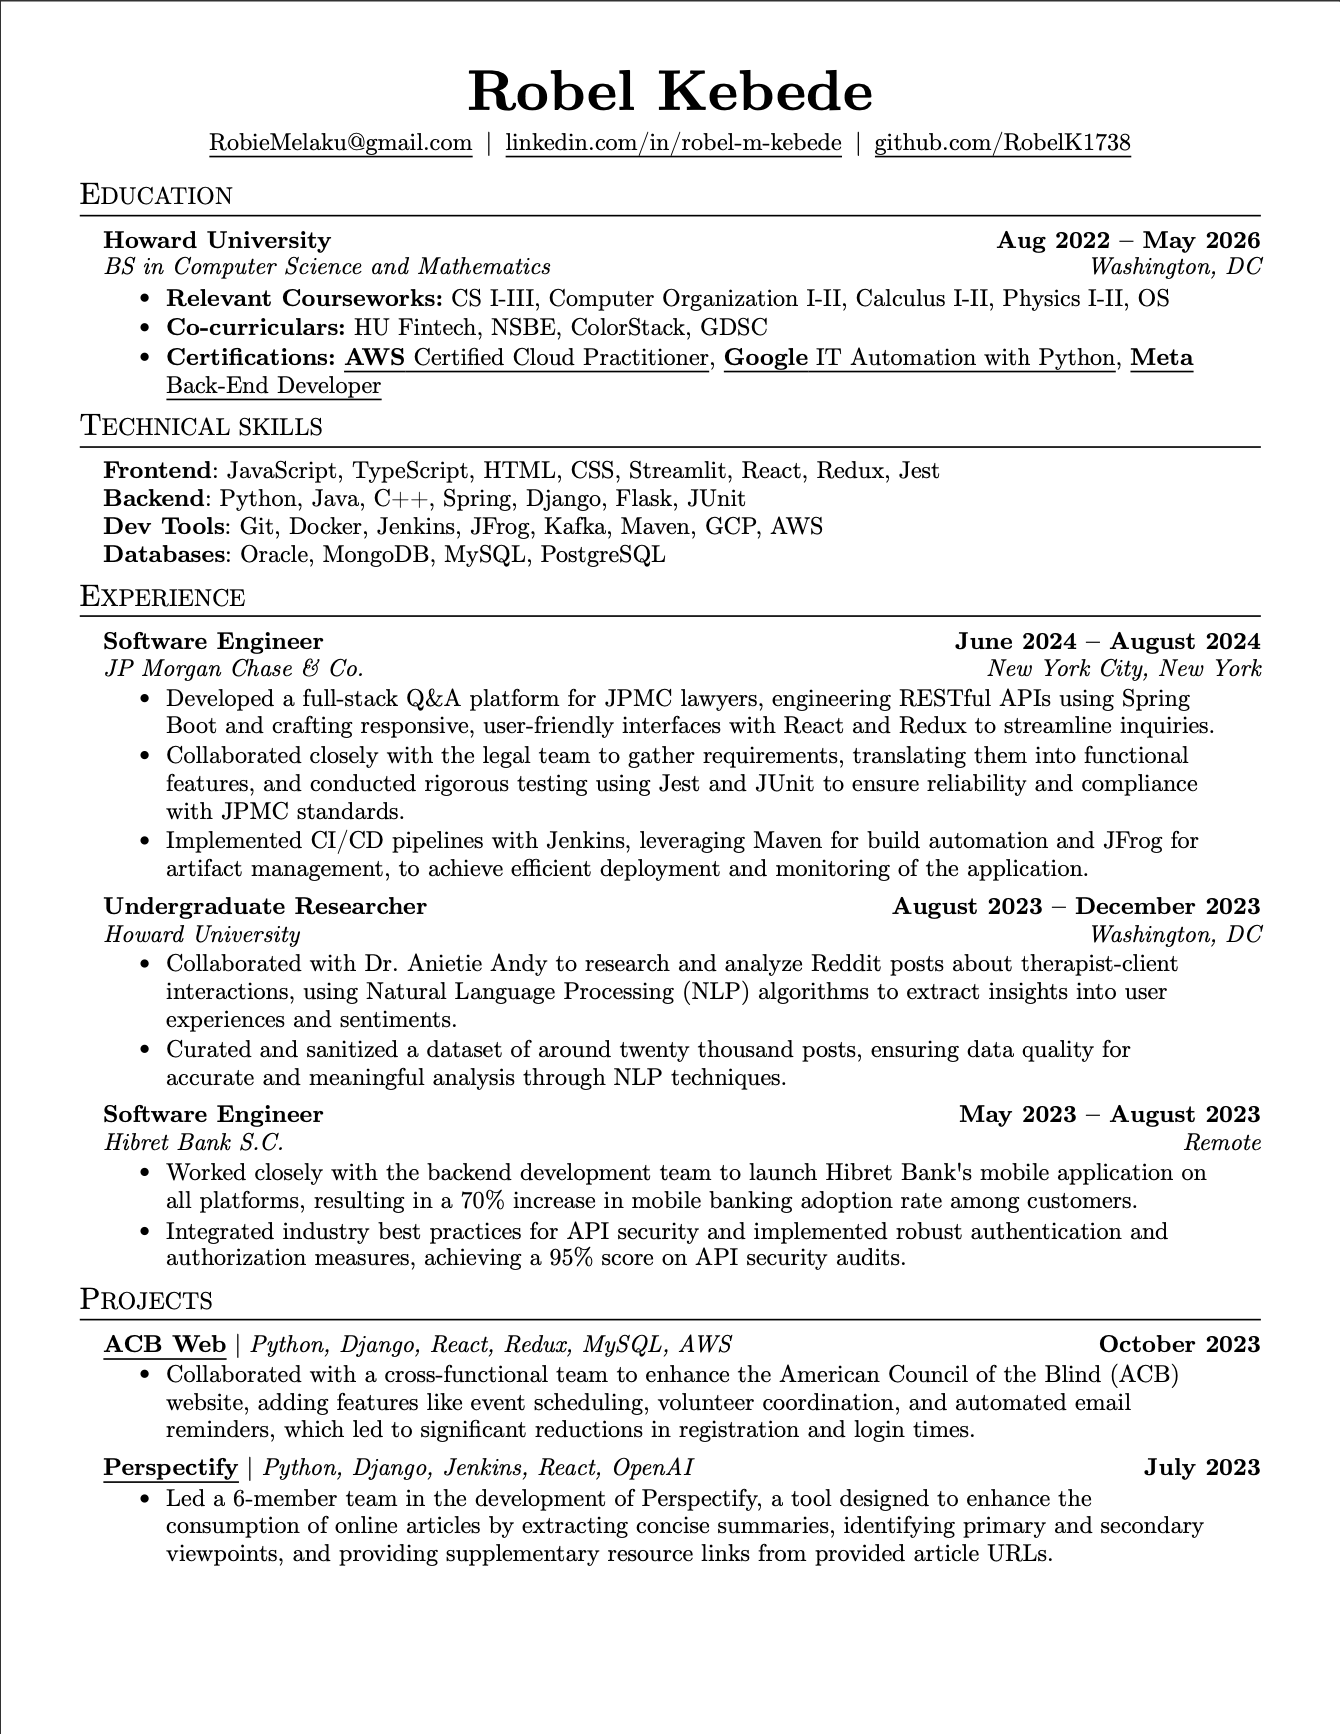 Robel Kebede
RobieMelaku@gmail.com | linkedin.com/in/robel-m-kebede | github.com/RobelK1738
EDUCATION
Howard University Aug 2022 – May 2026
BS in Computer Science and Mathematics Washington, DC
• Relevant Courseworks: CS I-III, Computer Organization I-II, Calculus I-II, Physics I-II, OS
• Co-curriculars: HU Fintech, NSBE, ColorStack, GDSC
• Certifications: AWS Certified Cloud Practitioner, Google IT Automation with Python, Meta
Back-End Developer
TECHNICAL SKILLS
Frontend: JavaScript, TypeScript, HTML, CSS, Streamlit, React, Redux, Jest
Backend: Python, Java, C++, Spring, Django, Flask, JUnit
Dev Tools: Git, Docker, Jenkins, JFrog, Kafka, Maven, GCP, AWS
Databases: Oracle, MongoDB, MySQL, PostgreSQL
EXPERIENCE
Software Engineer June 2024 – August 2024
JP Morgan Chase & Co. New York City, New York
• Developed a full-stack Q&A platform for JPMC lawyers, engineering RESTful APIs using Spring
Boot and crafting responsive, user-friendly interfaces with React and Redux to streamline inquiries.
• Collaborated closely with the legal team to gather requirements, translating them into functional
features, and conducted rigorous testing using Jest and JUnit to ensure reliability and compliance
with JPMC standards.
• Implemented CI/CD pipelines with Jenkins, leveraging Maven for build automation and JFrog for
artifact management, to achieve efficient deployment and monitoring of the application.
Undergraduate Researcher August 2023 – December 2023
Howard University Washington, DC
• Collaborated with Dr. Anietie Andy to research and analyze Reddit posts about therapist-client
interactions, using Natural Language Processing (NLP) algorithms to extract insights into user
experiences and sentiments.
• Curated and sanitized a dataset of around twenty thousand posts, ensuring data quality for
accurate and meaningful analysis through NLP techniques.
Software Engineer May 2023 – August 2023
Hibret Bank S.C. Remote
• Worked closely with the backend development team to launch Hibret Bank's mobile application on
all platforms, resulting in a 70% increase in mobile banking adoption rate among customers.
• Integrated industry best practices for API security and implemented robust authentication and
authorization measures, achieving a 95% score on API security audits.
PROJECTS
ACB Web | Python, Django, React, Redux, MySQL, AWS October 2023
• Collaborated with a cross-functional team to enhance the American Council of the Blind (ACB)
website, adding features like event scheduling, volunteer coordination, and automated email
reminders, which led to significant reductions in registration and login times.
Perspectify | Python, Django, Jenkins, React, OpenAI July 2023
• Led a 6-member team in the development of Perspectify, a tool designed to enhance the
consumption of online articles by extracting concise summaries, identifying primary and secondary
viewpoints, and providing supplementary resource links from provided article URLs.